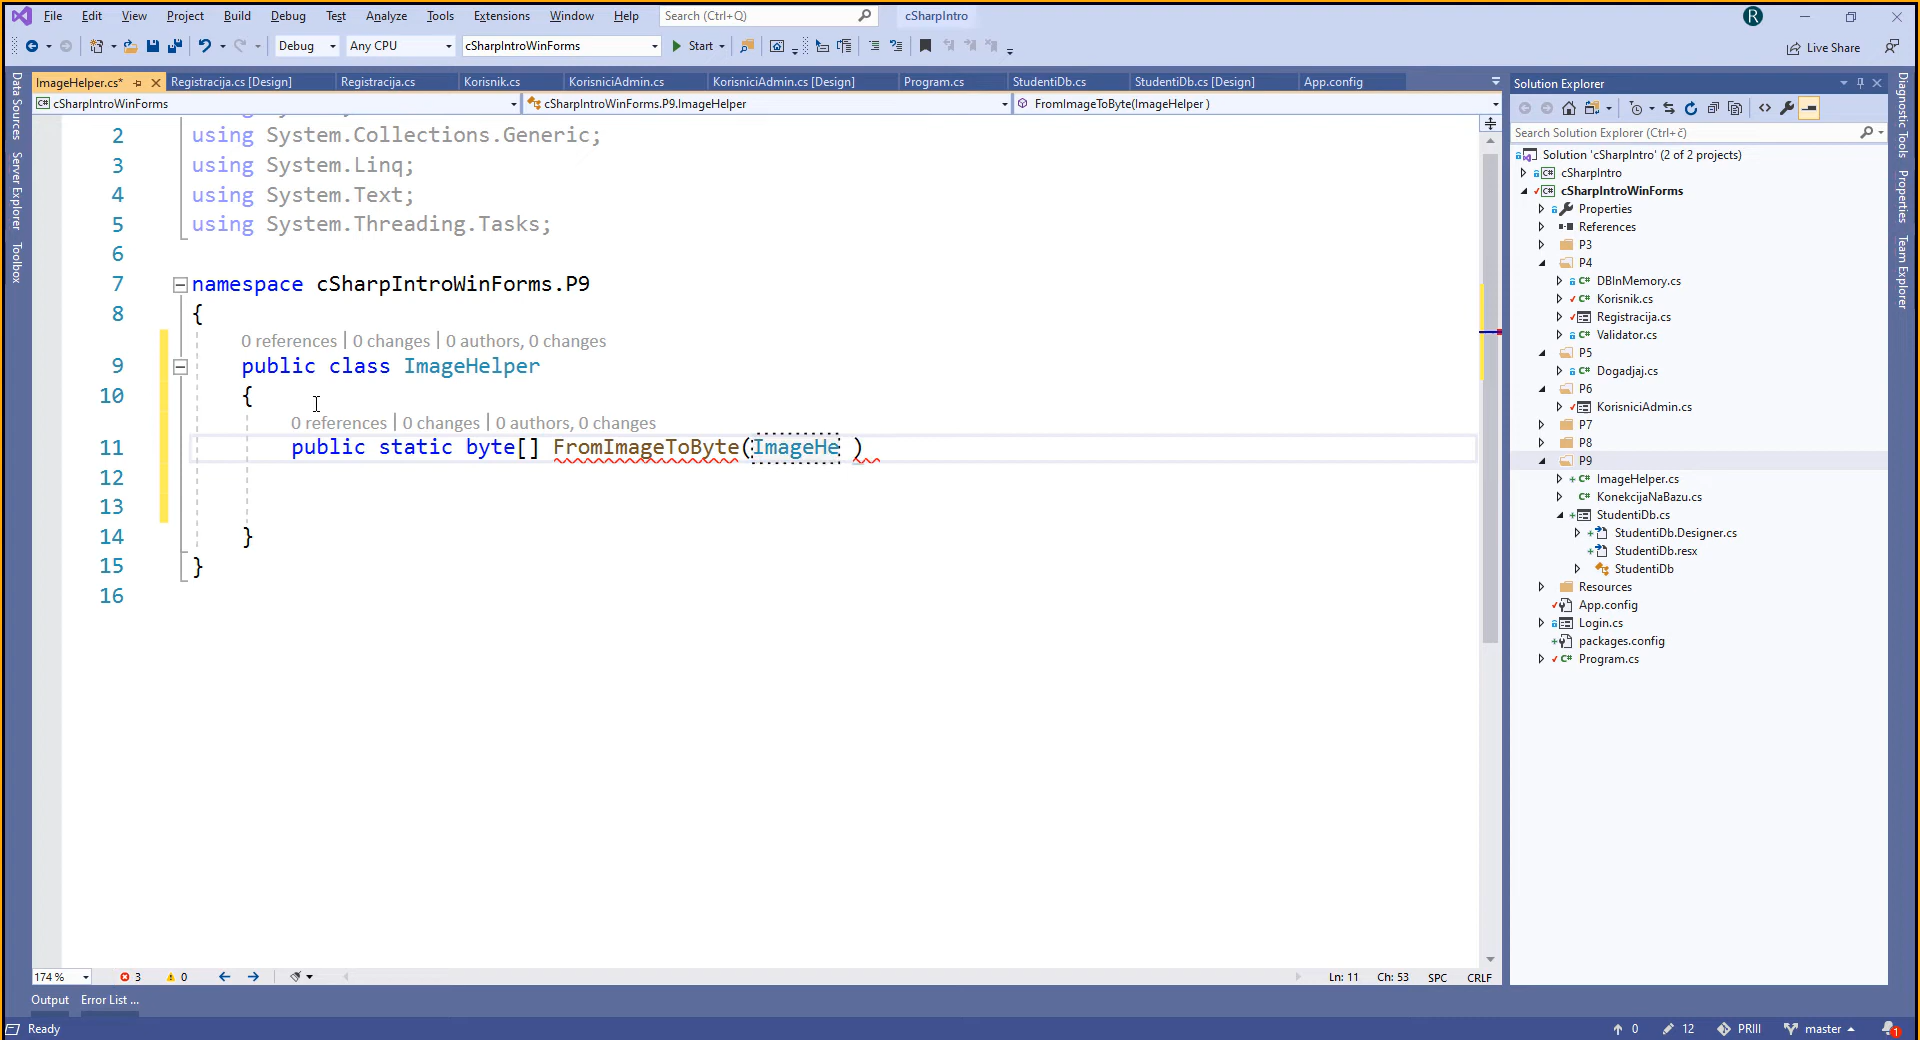 File Edit View Project Build Debug Test Analyze Tools Extensions Window Help Search (Ctrl+Q) cSharpIntro R
Debug Any CPU cSharpIntroWinForms Start Live Share
ImageHelper.cs* Registracija.cs [Design] Registracija.cs Korisnik.cs KorisniciAdmin.cs KorisniciAdmin.cs [Design] Program.cs StudentiDb.cs StudentiDb.cs [Design] App.config
cSharpIntroWinForms cSharpIntroWinForms.P9.ImageHelper FromImageToByte(ImageHelper )
Data Sources
Server Explorer
Toolbox
2 using System.Collections.Generic;
3 using System.Linq;
4 using System.Text;
5 using System.Threading.Tasks;
6
7 namespace cSharpIntroWinForms.P9
8 {
0 references | 0 changes | 0 authors, 0 changes
9 public class ImageHelper
10 {
0 references | 0 changes | 0 authors, 0 changes
11 public static byte[] FromImageToByte(ImageHe )
12
13
14 }
15 }
16
174 % 3 0 Ln: 11 Ch: 53 SPC CRLF
Output Error List ...
Ready 0 12 PRIII master 1
Solution Explorer
Search Solution Explorer (Ctrl+č)
Solution 'cSharpIntro' (2 of 2 projects)
cSharpIntro
cSharpIntroWinForms
Properties
References
P3
P4
DBInMemory.cs
Korisnik.cs
Registracija.cs
Validator.cs
P5
Dogadjaj.cs
P6
KorisniciAdmin.cs
P7
P8
P9
ImageHelper.cs
KonekcijaNaBazu.cs
StudentiDb.cs
StudentiDb.Designer.cs
StudentiDb.resx
StudentiDb
Resources
App.config
Login.cs
packages.config
Program.cs
Diagnostic Tools
Properties
Team Explorer